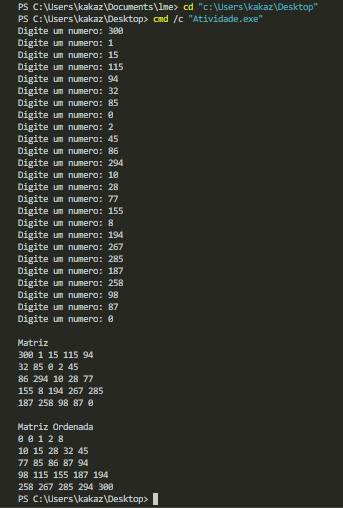 PS C:\Users\kakaz\Documents\lme> cd "c:\Users\kakaz\Desktop"
PS C:\Users\kakaz\Desktop> cmd /c "Atividade.exe"
Digite um numero: 300
Digite um numero: 1
Digite um numero: 15
Digite um numero: 115
Digite um numero: 94
Digite um numero: 32
Digite um numero: 85
Digite um numero: 0
Digite um numero: 2
Digite um numero: 45
Digite um numero: 86
Digite um numero: 294
Digite um numero: 10
Digite um numero: 28
Digite um numero: 77
Digite um numero: 155
Digite um numero: 8
Digite um numero: 194
Digite um numero: 267
Digite um numero: 285
Digite um numero: 187
Digite um numero: 258
Digite um numero: 98
Digite um numero: 87
Digite um numero: 0
Matriz
300 1 15 115 94
32 85 0 2 45
86 294 10 28 77
155 8 194 267 285
187 258 98 87 0
Matriz Ordenada
0 0 1 2 8
10 15 28 32 45
77 85 86 87 94
98 115 155 187 194
258 267 285 294 300
PS C:\Users\kakaz\Desktop>